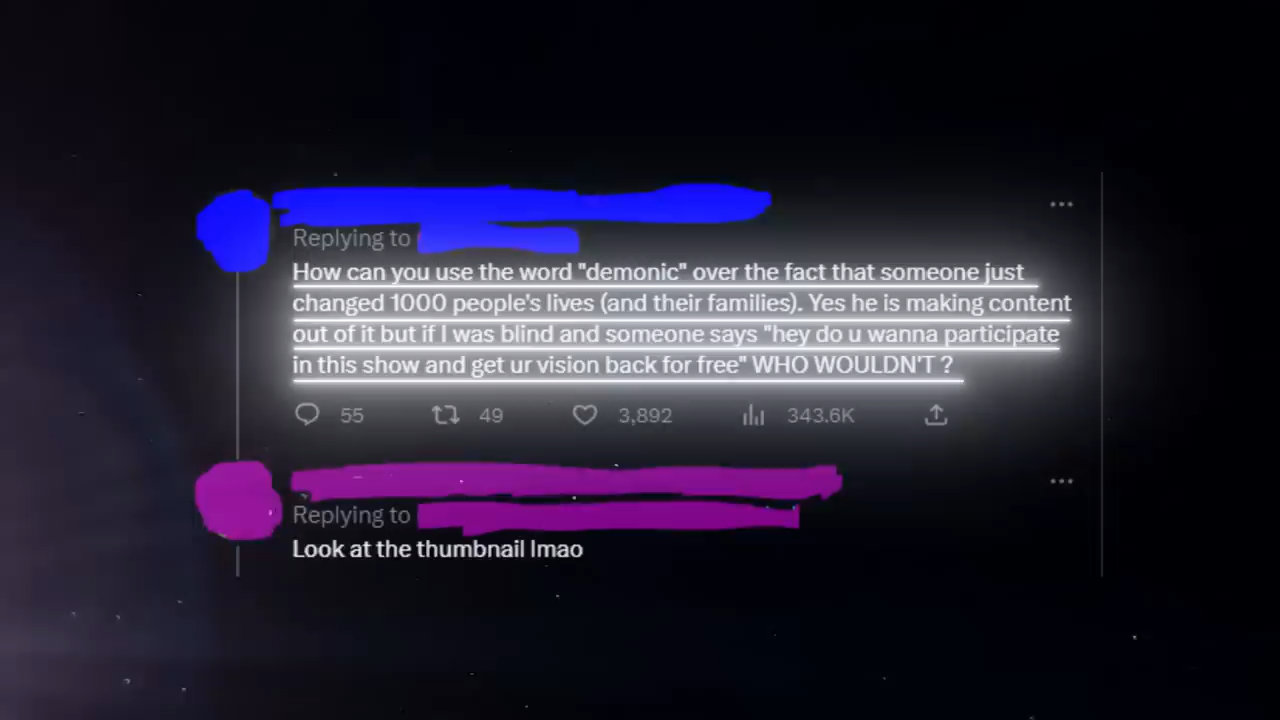 Replying to
How can you use the word "demonic" over the fact that someone just
changed 1000 people's lives (and their families). Yes he is making content
out of it but if I was blind and someone says "hey do u wanna participate
in this show and get ur vision back for free" WHO WOULDN'T ?
55 49 3,892 343.6K
Replying to
Look at the thumbnail lmao